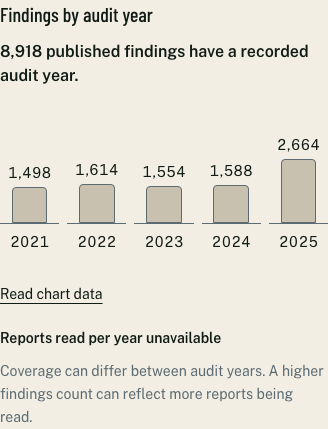 Findings by audit year
8,918 published findings have a recorded
audit year.
2,664
1,498 1,614 1,554 1,588
2021 2022 2023 2024 2025
Read chart data
Reports read per year unavailable
Coverage can differ between audit years. A higher
findings count can reflect more reports being
read.